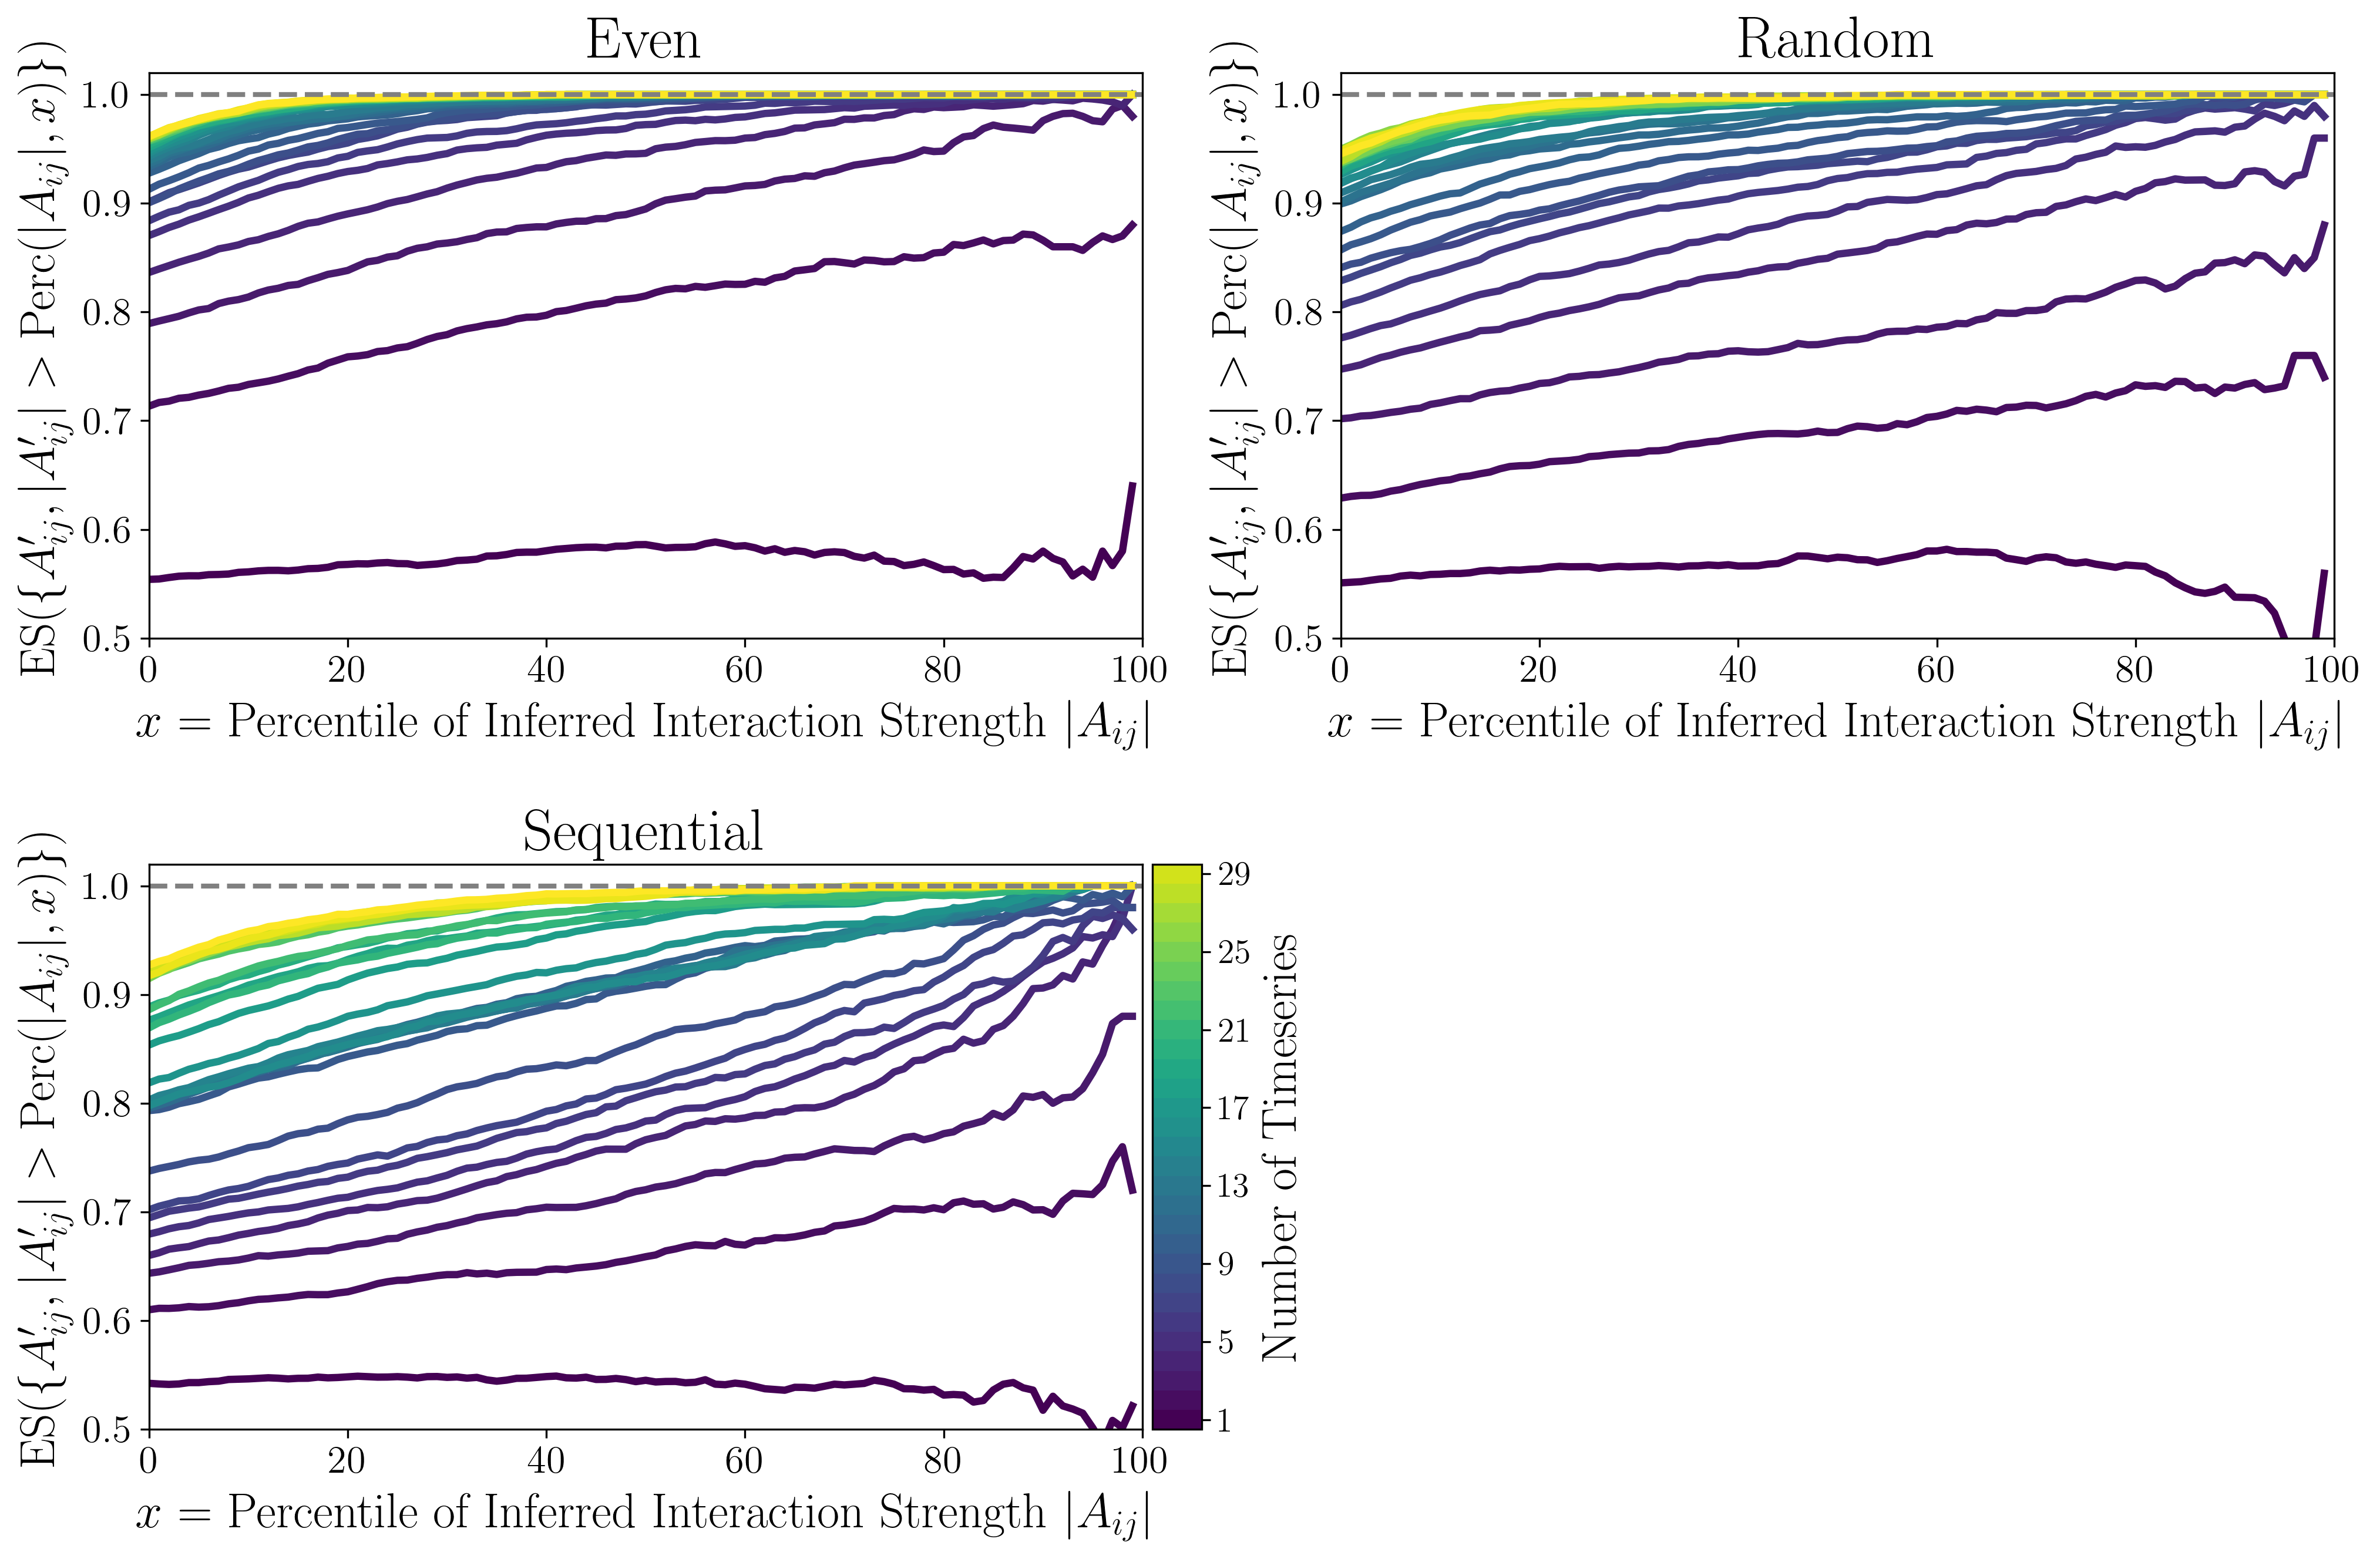 Even
ES({A′ij, |A′ij| > Perc(|Aij|, x)})
1.0
0.9
0.8
0.7
0.6
0.5
0 20 40 60 80 100
x = Percentile of Inferred Interaction Strength |Aij|
Random
ES({A′ij, |A′ij| > Perc(|Aij|, x)})
1.0
0.9
0.8
0.7
0.6
0.5
0 20 40 60 80 100
x = Percentile of Inferred Interaction Strength |Aij|
Sequential
ES({A′ij, |A′ij| > Perc(|Aij|, x)})
1.0
0.9
0.8
0.7
0.6
0.5
0 20 40 60 80 100
x = Percentile of Inferred Interaction Strength |Aij|
29
25
21
17
13
9
5
1
Number of Timeseries